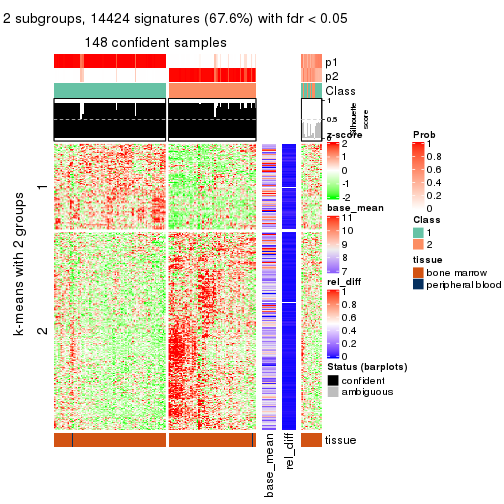 2 subgroups, 14424 signatures (67.6%) with fdr < 0.05
148 confident samples
p1
p2
Class
1
0.5
0
Silhouette
score
k-means with 2 groups
1
2
z-score
2
1
0
-1
-2
base_mean
11
10
9
8
7
rel_diff
1
0.8
0.6
0.4
0.2
0
Status (barplots)
confident
ambiguous
Prob
1
0.8
0.6
0.4
0.2
0
Class
1
2
tissue
bone marrow
peripheral blood
tissue
base_mean
rel_diff